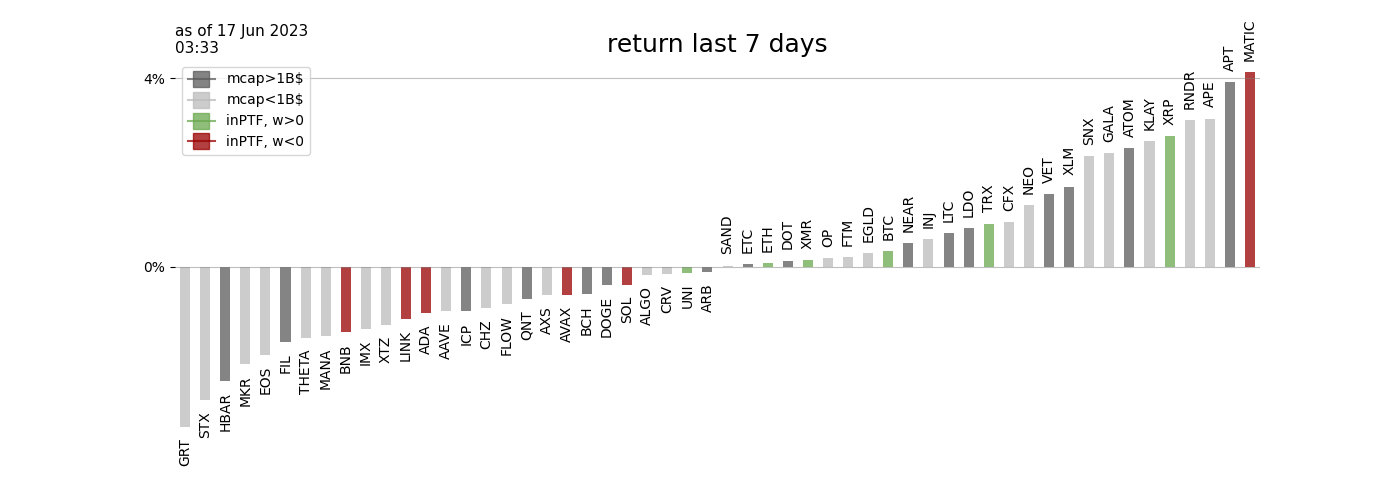 as of 17 Jun 2023
03:33
return last 7 days
mcap>1B$
mcap<1B$
inPTF, w>0
inPTF, w<0
4%
0%
GRT
STX
HBAR
MKR
EOS
FIL
THETA
MANA
BNB
IMX
XTZ
LINK
ADA
AAVE
ICP
CHZ
FLOW
QNT
AXS
AVAX
BCH
DOGE
SOL
ALGO
CRV
UNI
ARB
SAND
ETC
ETH
DOT
XMR
OP
FTM
EGLD
BTC
NEAR
INJ
LTC
LDO
TRX
CFX
NEO
VET
XLM
SNX
GALA
ATOM
KLAY
XRP
RNDR
APE
APT
MATIC